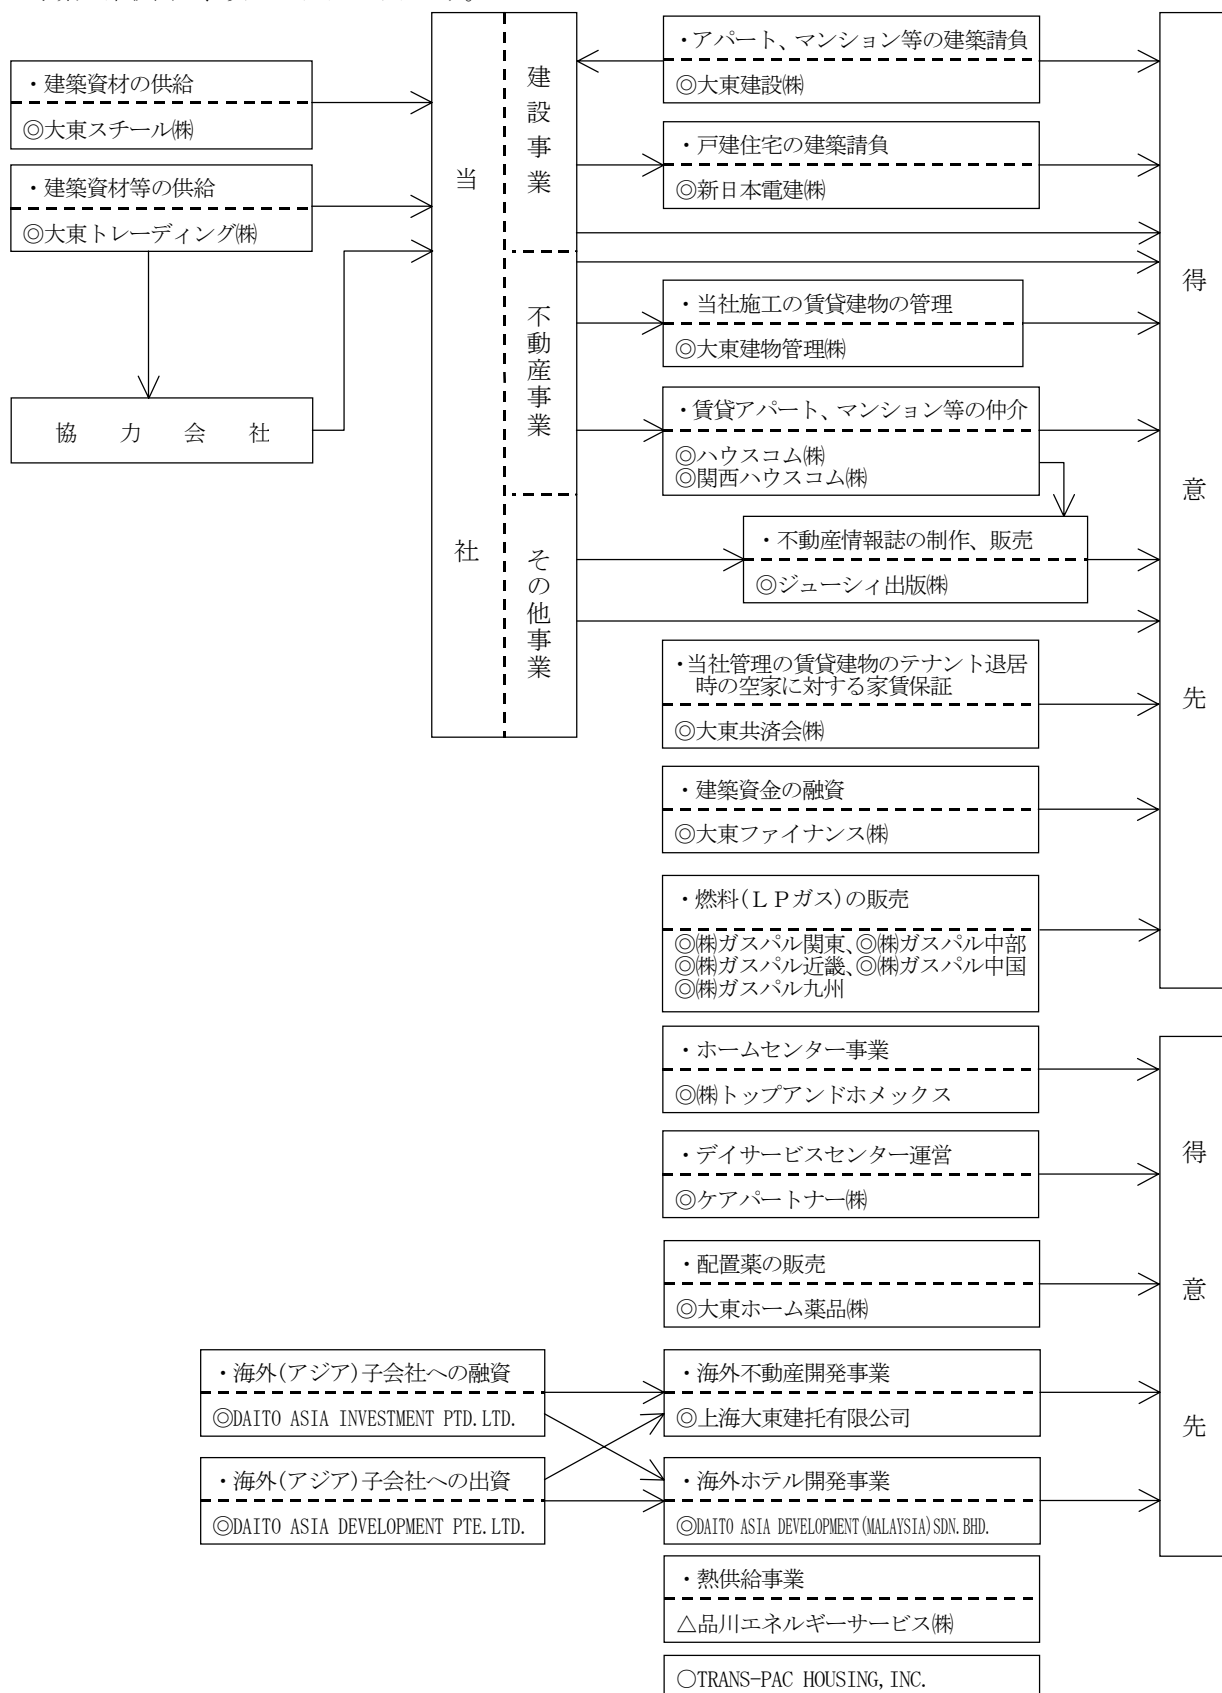 ・建築資材の供給
◎大東スチール㈱
・建築資材等の供給
◎大東トレーディング㈱
協力会社
当社
建設事業
不動産事業
その他事業
・アパート、マンション等の建築請負
◎大東建設㈱
・戸建住宅の建築請負
◎新日本電建㈱
・当社施工の賃貸建物の管理
◎大東建物管理㈱
・賃貸アパート、マンション等の仲介
◎ハウスコム㈱
◎関西ハウスコム㈱
・不動産情報誌の制作、販売
◎ジューシィ出版㈱
・当社管理の賃貸建物のテナント退居
時の空家に対する家賃保証
◎大東共済会㈱
・建築資金の融資
◎大東ファイナンス㈱
・燃料(ＬＰガス)の販売
◎㈱ガスパル関東、◎㈱ガスパル中部
◎㈱ガスパル近畿、◎㈱ガスパル中国
◎㈱ガスパル九州
得意先
・ホームセンター事業
◎㈱トップアンドホメックス
・デイサービスセンター運営
◎ケアパートナー㈱
・配置薬の販売
◎大東ホーム薬品㈱
・海外(アジア)子会社への融資
◎DAITO ASIA INVESTMENT PTD.LTD.
・海外(アジア)子会社への出資
◎DAITO ASIA DEVELOPMENT PTE.LTD.
・海外不動産開発事業
◎上海大東建托有限公司
・海外ホテル開発事業
◎DAITO ASIA DEVELOPMENT(MALAYSIA)SDN.BHD.
得意先
・熱供給事業
△品川エネルギーサービス㈱
○TRANS-PAC HOUSING,INC.